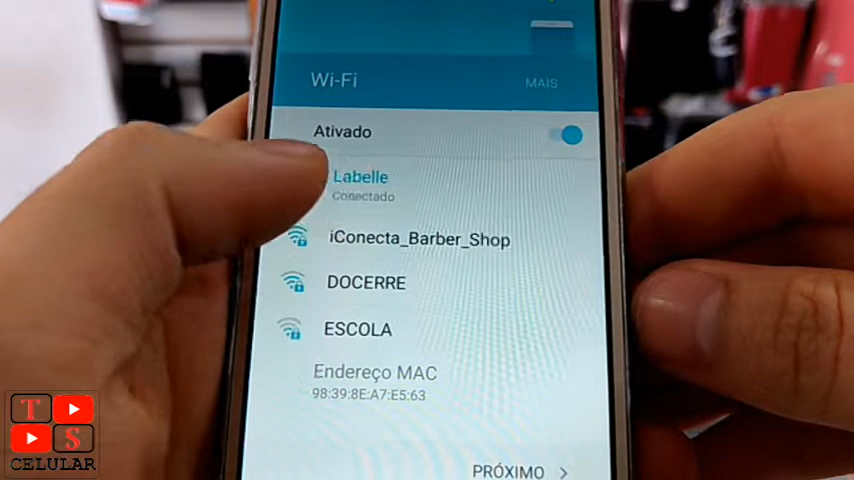 Wi-Fi
MAIS
Ativado
Labelle
Conectado
iConecta_Barber_Shop
DOCERRE
ESCOLA
Endereço MAC
98:39:8E:A7:E5:63
PRÓXIMO
T
S
CELULAR